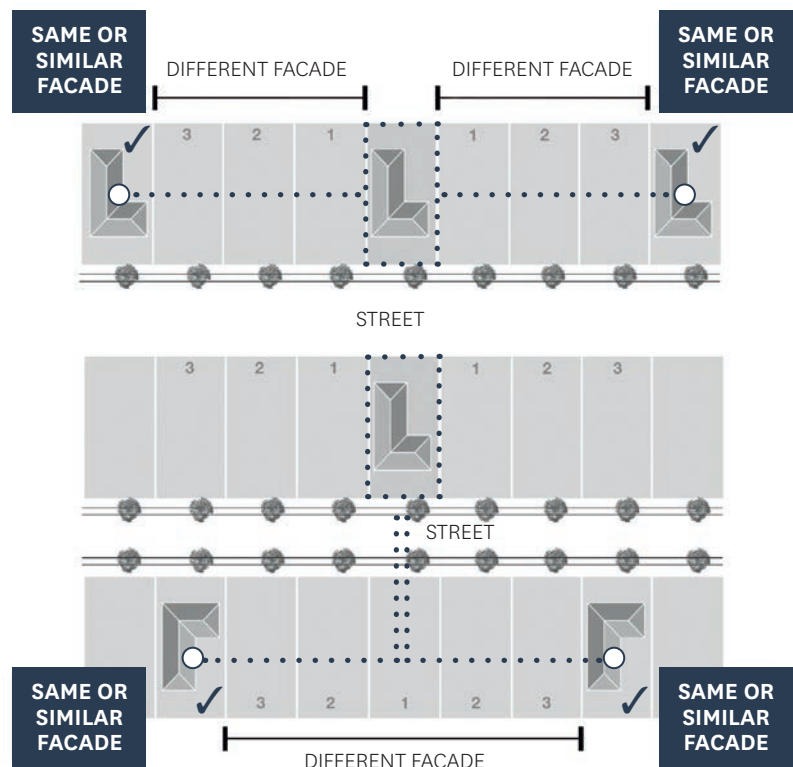 SAME OR
SIMILAR
FACADE
DIFFERENT FACADE
DIFFERENT FACADE
SAME OR
SIMILAR
FACADE
3 2 1 1 2 3
STREET
3 2 1 1 2 3
STREET
SAME OR
SIMILAR
FACADE
3 2 1 2 3
SAME OR
SIMILAR
FACADE
DIFFERENT FACADE